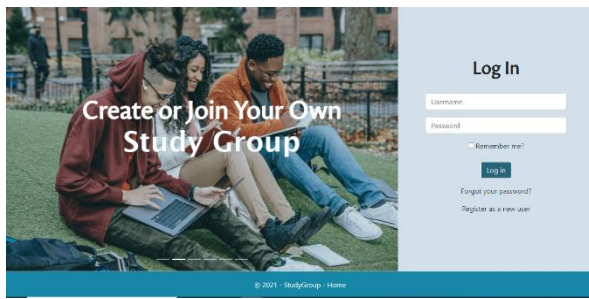 Create or Join Your Own
Study Group
Log In
Username
Password
Remember me?
Log in
Forgot your password?
Register as a new user
© 2021 - StudyGroup - Home